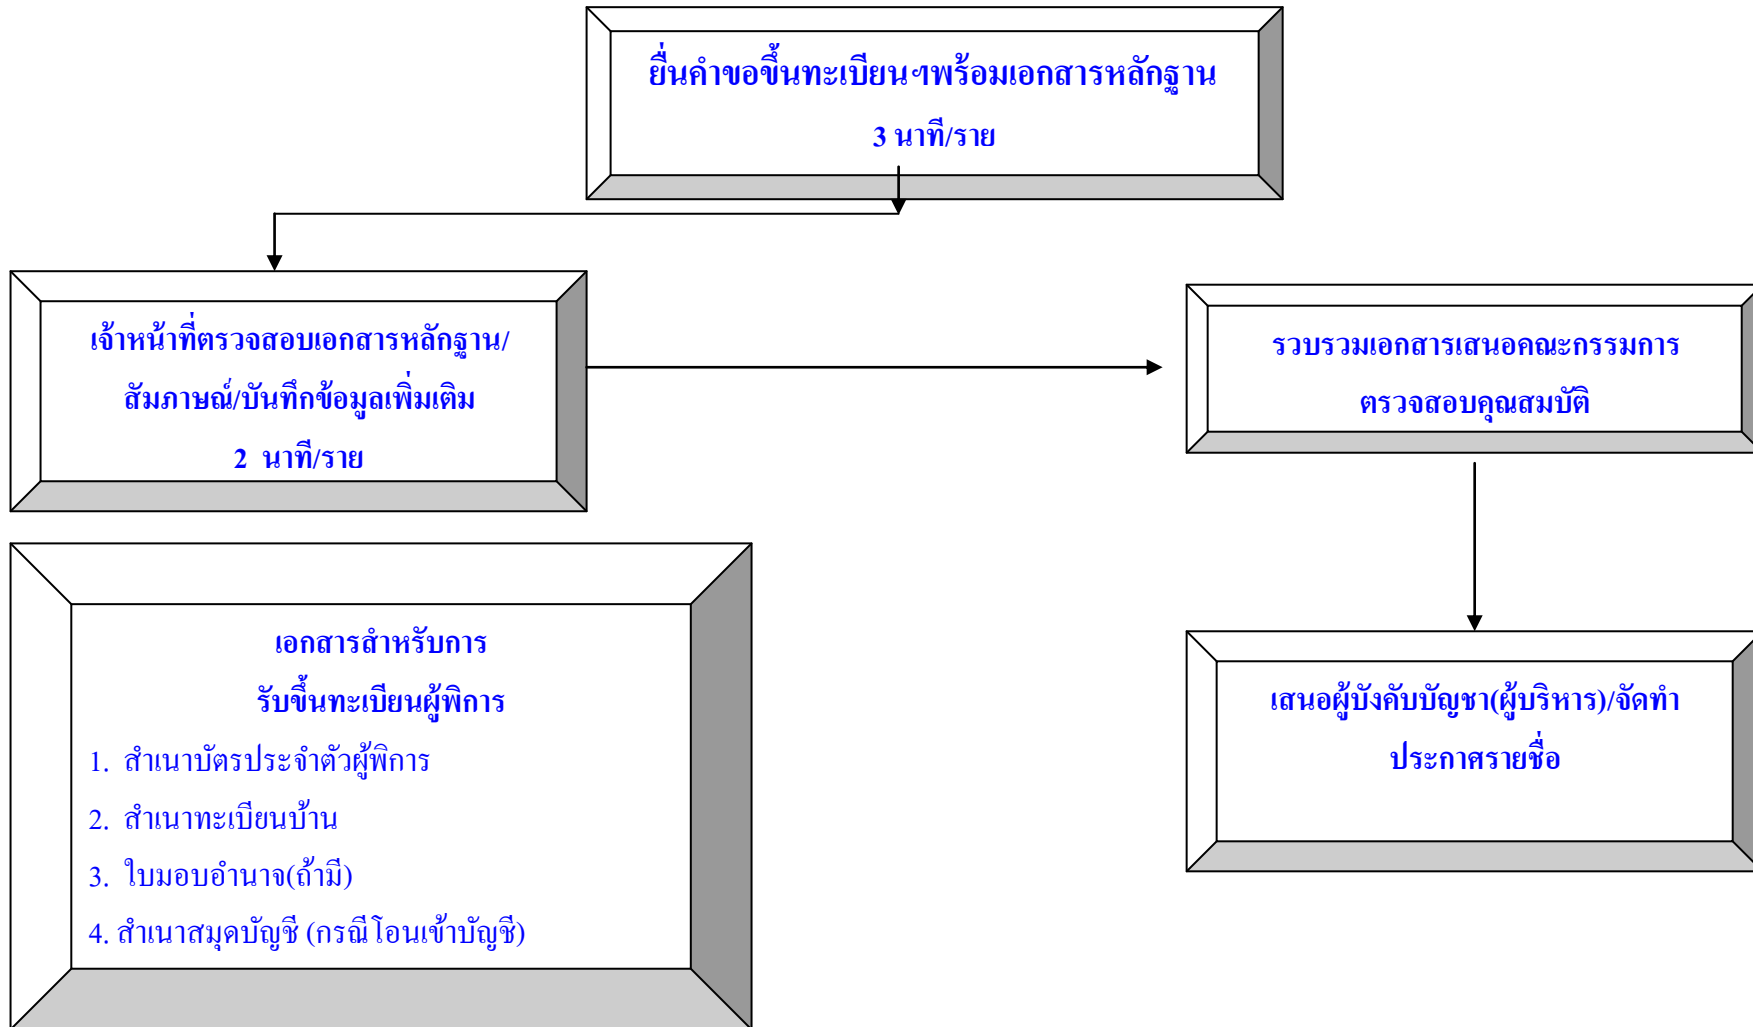 ยื่นคำขอขึ้นทะเบียนฯพร้อมเอกสารหลักฐาน
3 นาที/ราย
เจ้าหน้าที่ตรวจสอบเอกสารหลักฐาน/
สัมภาษณ์/บันทึกข้อมูลเพิ่มเติม
2 นาที/ราย
รวบรวมเอกสารเสนอคณะกรรมการ
ตรวจสอบคุณสมบัติ
เอกสารสำหรับการ
รับขึ้นทะเบียนผู้พิการ
1. สำเนาบัตรประจำตัวผู้พิการ
2. สำเนาทะเบียนบ้าน
3. ใบมอบอำนาจ(ถ้ามี)
4. สำเนาสมุดบัญชี (กรณีโอนเข้าบัญชี)
เสนอผู้บังคับบัญชา(ผู้บริหาร)/จัดทำ
ประกาศรายชื่อ